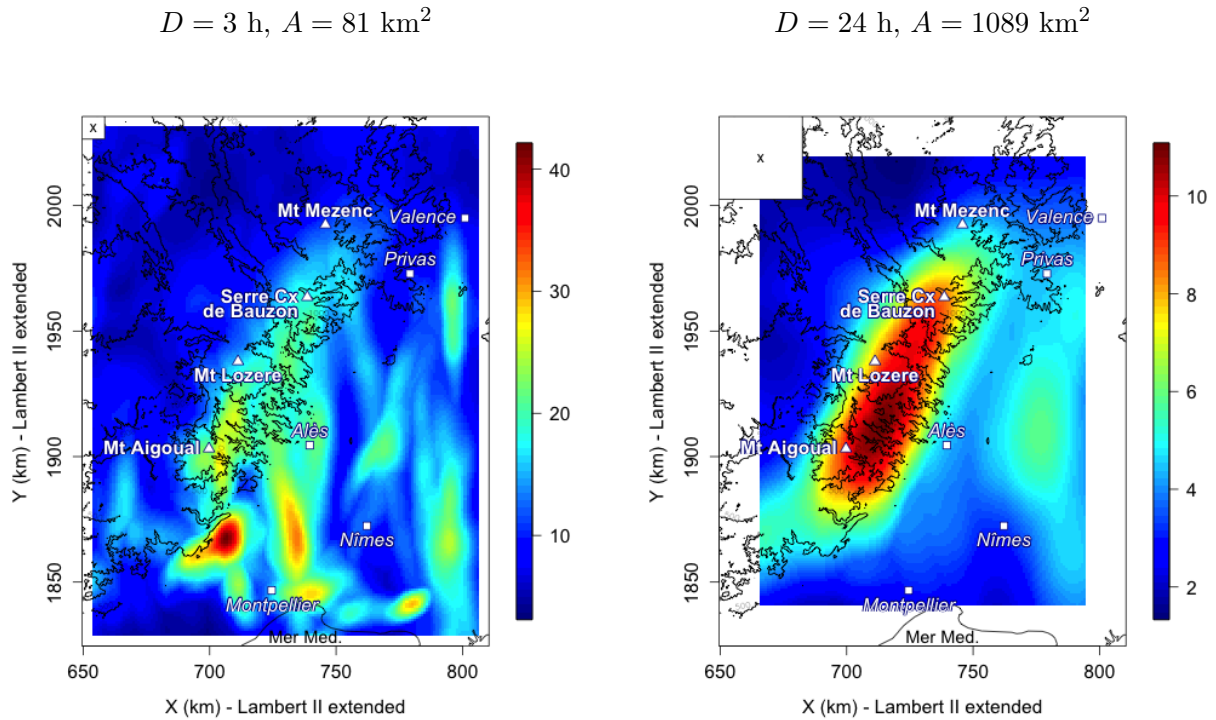 D = 3 h, A = 81 km²
D = 24 h, A = 1089 km²
x
Mt Mezenc
Valence
Privas
Serre Cx
de Bauzon
Mt Lozere
Alès
Mt Aigoual
Nîmes
Montpellier
Mer Med.
2000
1950
1900
1850
Y (km) - Lambert II extended
650
700
750
800
X (km) - Lambert II extended
40
30
20
10
x
Mt Mezenc
Valence
Privas
Serre Cx
de Bauzon
Mt Lozere
Alès
Mt Aigoual
Nîmes
Montpellier
Mer Med.
2000
1950
1900
1850
Y (km) - Lambert II extended
650
700
750
800
X (km) - Lambert II extended
10
8
6
4
2